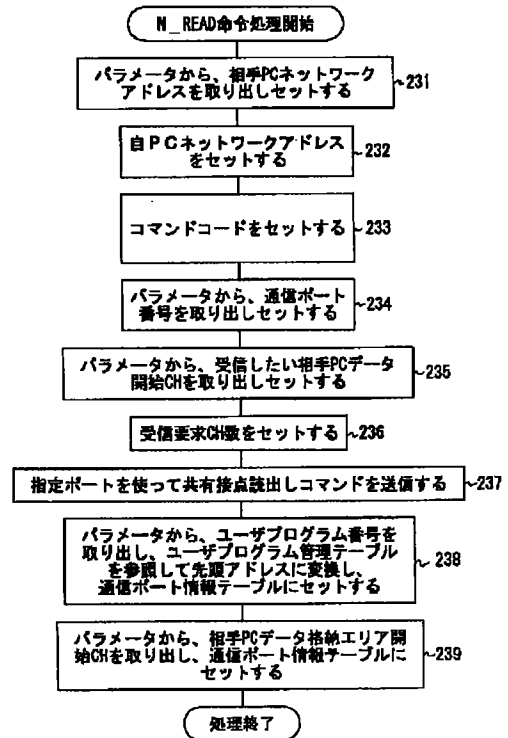 N_READ命令処理開始
パラメータから、相手PCネットワーク
アドレスを取り出しセットする
231
自PCネットワークアドレス
をセットする
232
コマンドコードをセットする
233
パラメータから、通信ポート
番号を取り出しセットする
234
パラメータから、受信したい相手PCデータ
開始CHを取り出しセットする
235
受信要求CH数をセットする
236
指定ポートを使って共有接点読出しコマンドを送信する
237
パラメータから、ユーザプログラム番号を
取り出し、ユーザプログラム管理テーブル
を参照して先頭アドレスに変換し、
通信ポート情報テーブルにセットする
238
パラメータから、相手PCデータ格納エリア開
始CHを取り出し、通信ポート情報テーブルに
セットする
239
処理終了